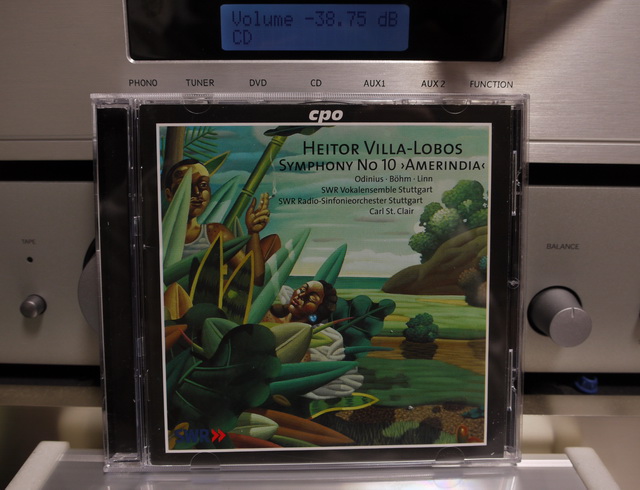 Volume -38.75 dB
CD
PHONO TUNER DVD CD AUX1 AUX 2 FUNCTION
cpo
HEITOR VILLA-LOBOS
SYMPHONY NO 10 ›AMERINDIA‹
Odinius · Böhm · Linn
SWR Vokalensemble Stuttgart
SWR Radio-Sinfonieorchester Stuttgart
Carl St. Clair
TAPE
BALANCE
SWR»